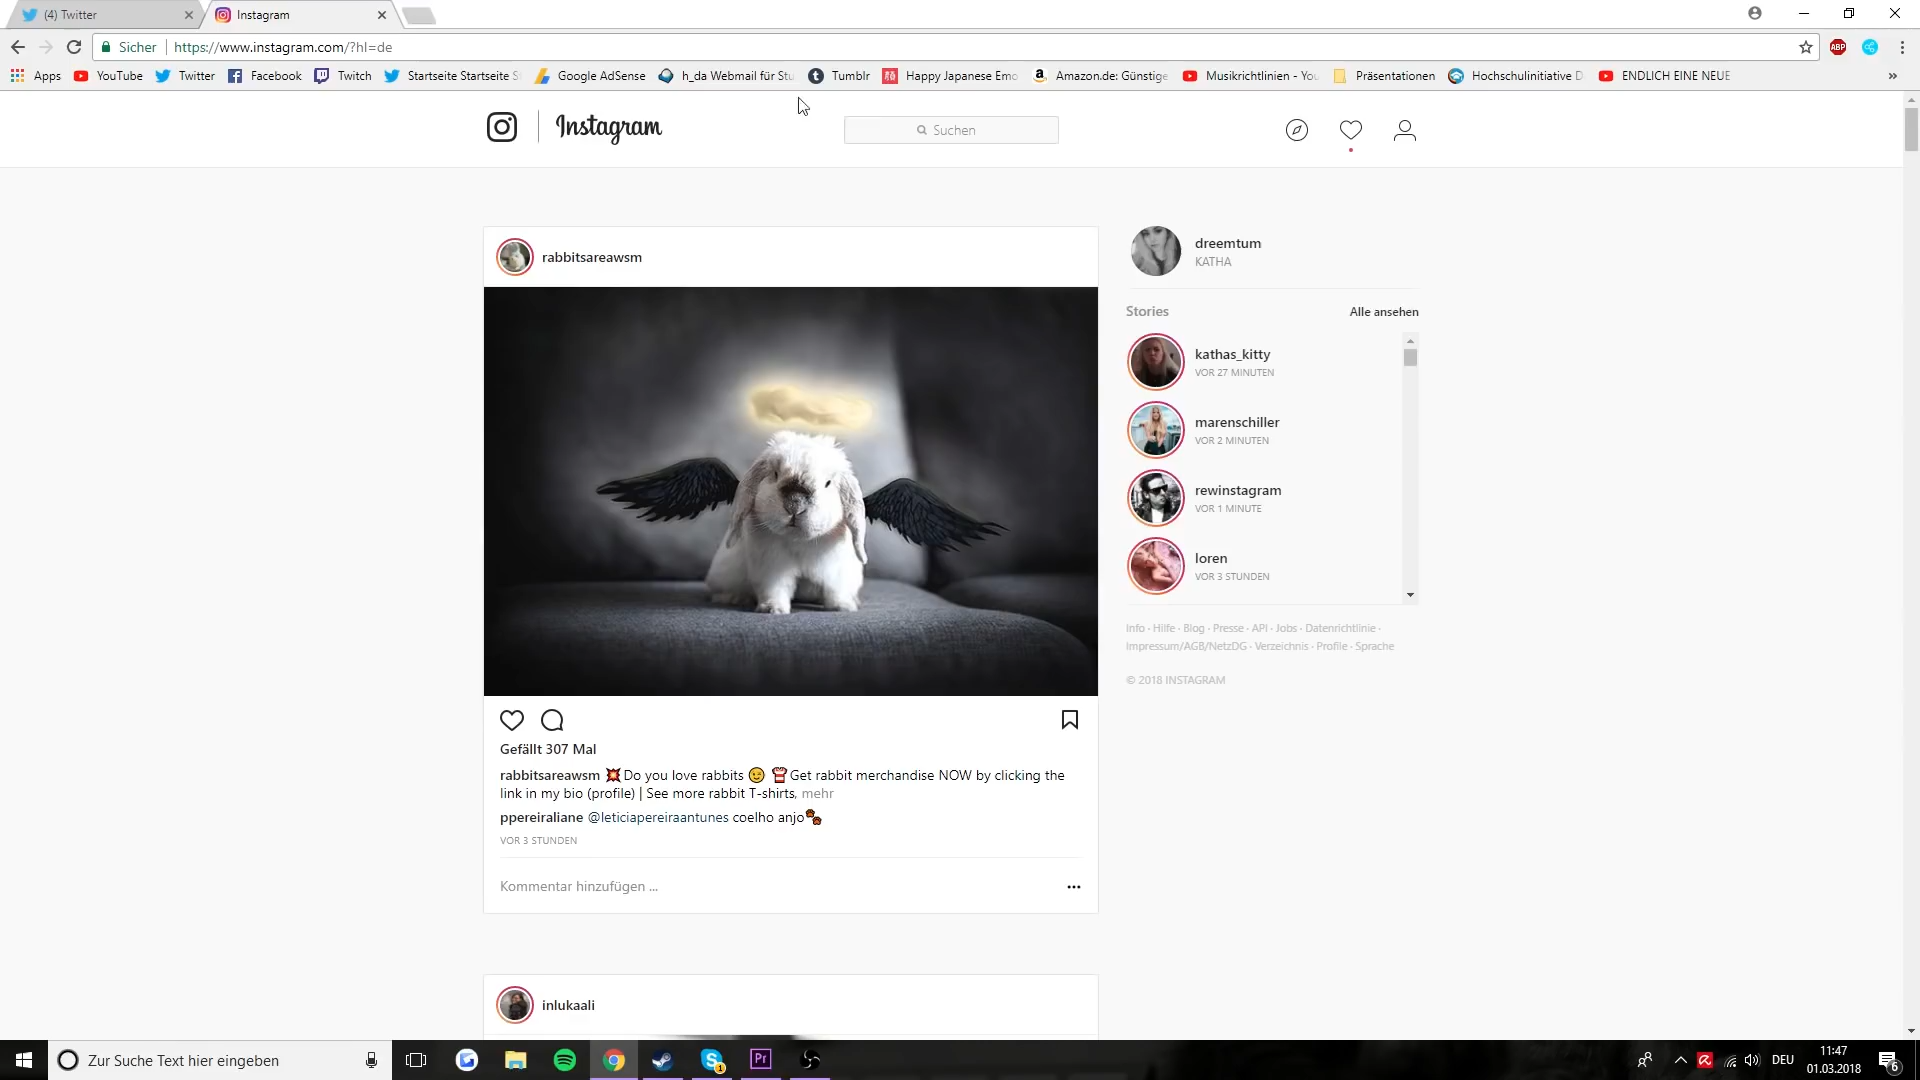 (4) Twitter
Instagram
Sicher
https://www.instagram.com/?hl=de
ABP
Apps
YouTube
Twitter
Facebook
Twitch
Startseite Startseite S
Google AdSense
h_da Webmail für Stu
Tumblr
Happy Japanese Emo
Amazon.de: Günstige
Musikrichtlinien - You
Präsentationen
Hochschulinitiative D
ENDLICH EINE NEUE
»
Instagram
Suchen
rabbitsareawsm
dreemtum
KATHA
Stories
Alle ansehen
kathas_kitty
VOR 27 MINUTEN
marenschiller
VOR 2 MINUTEN
rewinstagram
VOR 1 MINUTE
loren
VOR 3 STUNDEN
Info · Hilfe · Blog · Presse · API · Jobs · Datenrichtlinie ·
Impressum/AGB/NetzDG · Verzeichnis · Profile · Sprache
© 2018 INSTAGRAM
Gefällt 307 Mal
rabbitsareawsm 💥Do you love rabbits 😉 👚Get rabbit merchandise NOW by clicking the
link in my bio (profile) | See more rabbit T-shirts, mehr
ppereiraliane @leticiapereiraantunes coelho anjo🐾
VOR 3 STUNDEN
Kommentar hinzufügen ...
inlukaali
Zur Suche Text hier eingeben
1
Pr
DEU
11:47
01.03.2018
6